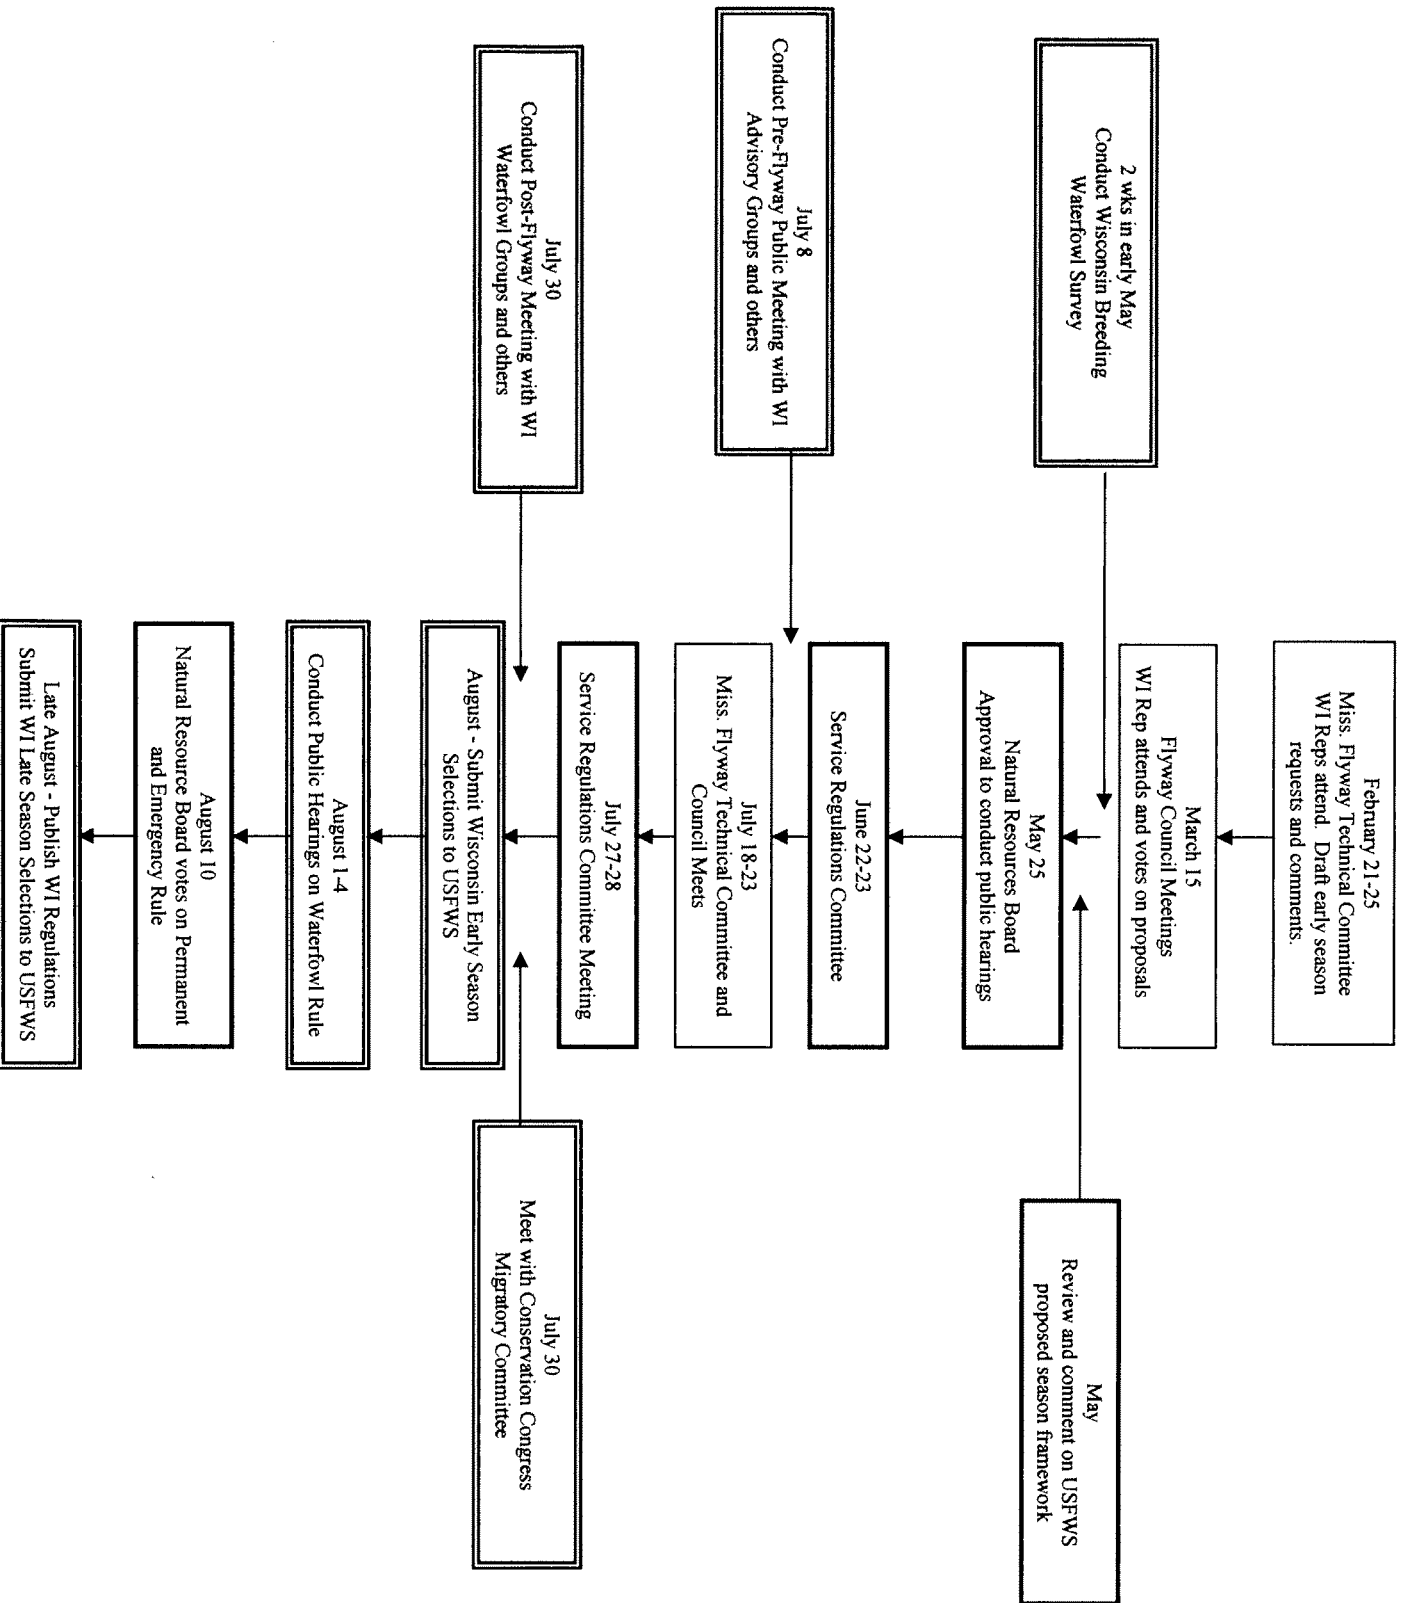 February 21-25
Miss. Flyway Technical Committee
WI Reps attend. Draft early season
requests and comments.
March 15
Flyway Council Meetings
WI Rep attends and votes on proposals
2 wks in early May
Conduct Wisconsin Breeding
Waterfowl Survey
May
Review and comment on USFWS
proposed season framework
May 25
Natural Resources Board
Approval to conduct public hearings
June 22-23
Service Regulations Committee
July 8
Conduct Pre-Flyway Public Meeting with WI
Advisory Groups and others
July 18-23
Miss. Flyway Technical Committee and
Council Meets
July 27-28
Service Regulations Committee Meeting
July 30
Conduct Post-Flyway Meeting with WI
Waterfowl Groups and others
July 30
Meet with Conservation Congress
Migratory Committee
August - Submit Wisconsin Early Season
Selections to USFWS
August 1-4
Conduct Public Hearings on Waterfowl Rule
August 10
Natural Resource Board votes on Permanent
and Emergency Rule
Late August - Publish WI Regulations
Submit WI Late Season Selections to USFWS